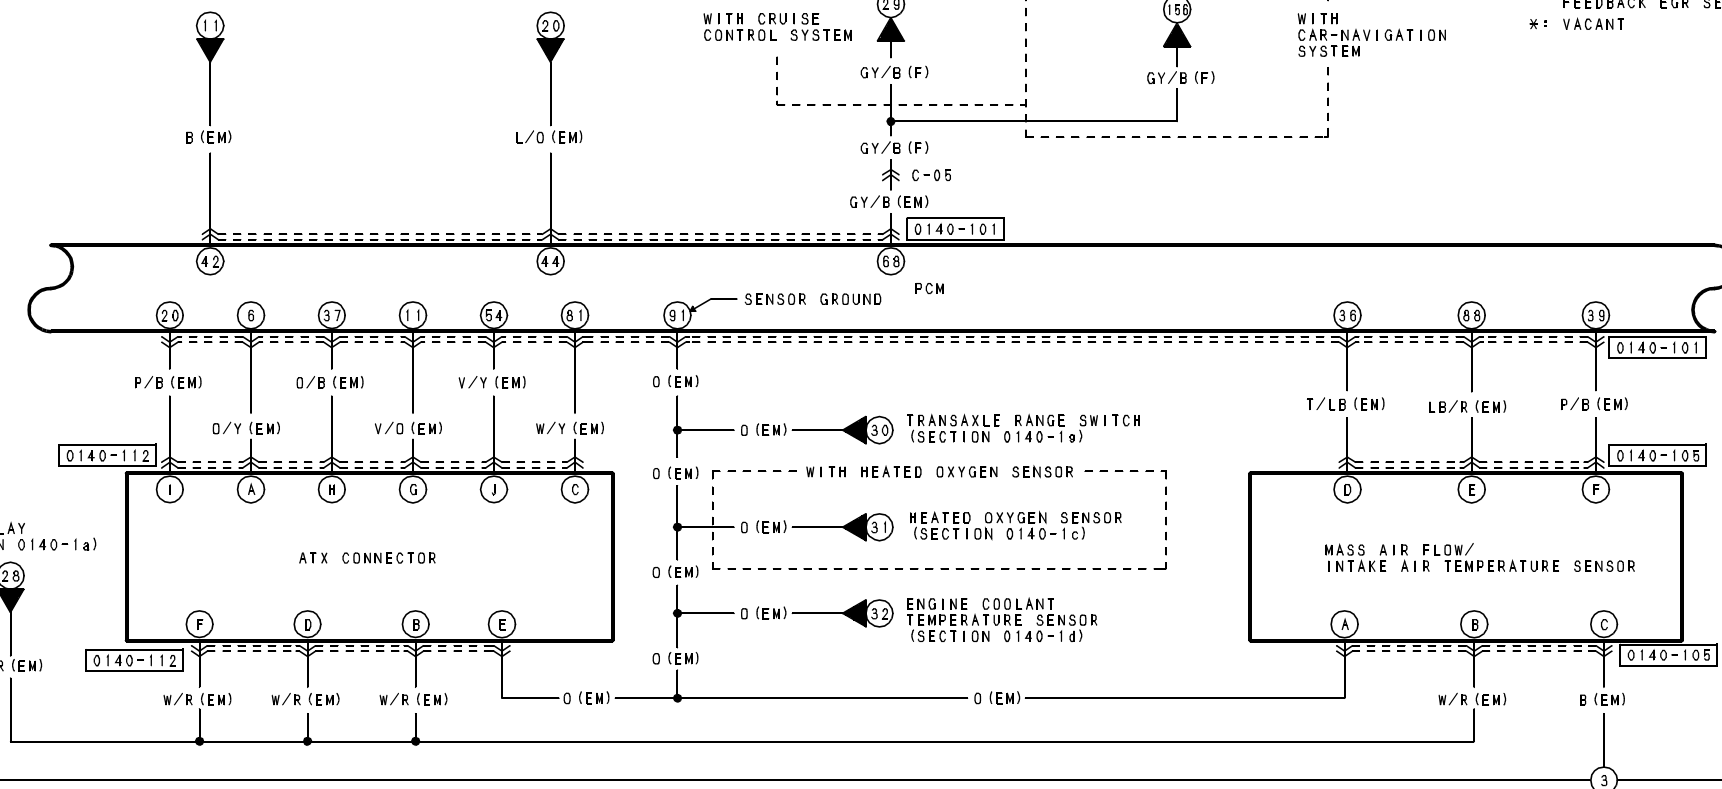 11
20
29
156
WITH CRUISE
CONTROL SYSTEM
WITH
CAR-NAVIGATION
SYSTEM
FEEDBACK EGR
*: VACANT
GY/B (F)
GY/B (F)
B (EM)
L/O (EM)
GY/B (F)
C-05
GY/B (EM)
0140-101
42
44
68
PCM
SENSOR GROUND
20
6
37
11
54
81
91
36
88
39
0140-101
P/B (EM)
O/B (EM)
V/Y (EM)
O (EM)
T/LB (EM)
LB/R (EM)
P/B (EM)
O/Y (EM)
V/O (EM)
W/Y (EM)
O (EM)
30
TRANSAXLE RANGE SWITCH
(SECTION 0140-1g)
0140-112
0140-105
O (EM)
WITH HEATED OXYGEN SENSOR
I
A
H
G
J
C
D
E
F
O (EM)
31
HEATED OXYGEN SENSOR
(SECTION 0140-1c)
LAY
N 0140-1a)
28
ATX CONNECTOR
MASS AIR FLOW/
INTAKE AIR TEMPERATURE SENSOR
O (EM)
O (EM)
32
ENGINE COOLANT
TEMPERATURE SENSOR
(SECTION 0140-1d)
F
D
B
E
A
B
C
0140-112
R (EM)
O (EM)
0140-105
W/R (EM)
W/R (EM)
W/R (EM)
O (EM)
O (EM)
W/R (EM)
B (EM)
3